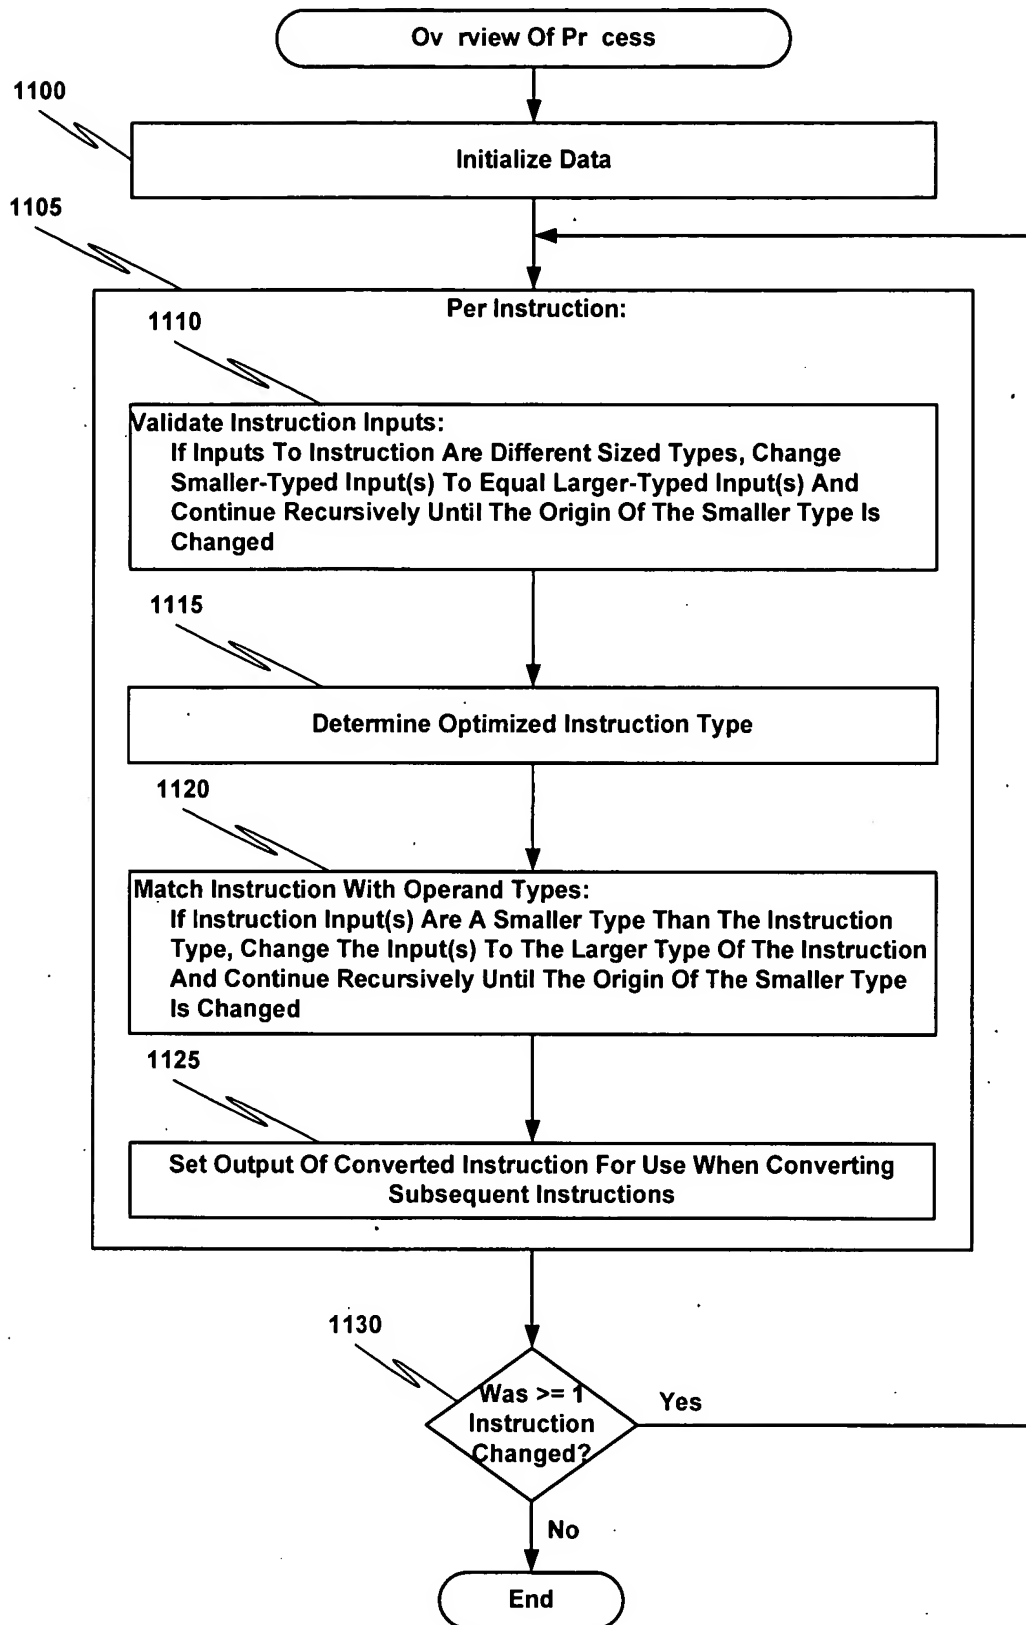 Ov rview Of Pr cess
1100
Initialize Data
1105
Per Instruction:
1110
Validate Instruction Inputs:
If Inputs To Instruction Are Different Sized Types, Change
Smaller-Typed Input(s) To Equal Larger-Typed Input(s) And
Continue Recursively Until The Origin Of The Smaller Type Is
Changed
1115
Determine Optimized Instruction Type
1120
Match Instruction With Operand Types:
If Instruction Input(s) Are A Smaller Type Than The Instruction
Type, Change The Input(s) To The Larger Type Of The Instruction
And Continue Recursively Until The Origin Of The Smaller Type
Is Changed
1125
Set Output Of Converted Instruction For Use When Converting
Subsequent Instructions
1130
Was >= 1
Instruction
Changed?
Yes
No
End